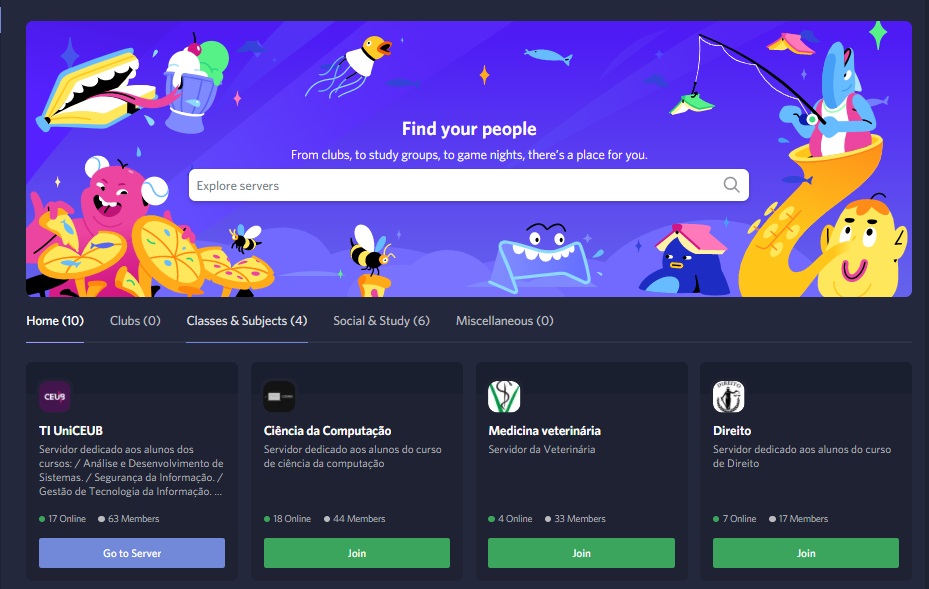 Find your people
From clubs, to study groups, to game nights, there's a place for you.
Explore servers
Home (10) Clubs (0) Classes & Subjects (4) Social & Study (6) Miscellaneous (0)
CEUB
TI UniCEUB
Servidor dedicado aos alunos dos
cursos: / Análise e Desenvolvimento de
Sistemas. / Segurança da Informação. /
Gestão de Tecnologia da Informação. ...
17 Online 63 Members
Go to Server
Ciência da Computação
Servidor dedicado aos alunos do curso
de ciência da computação
18 Online 44 Members
Join
Medicina veterinária
Servidor da Veterinária
4 Online 33 Members
Join
DIREITO
Direito
Servidor dedicado aos alunos do curso
de Direito
7 Online 17 Members
Join